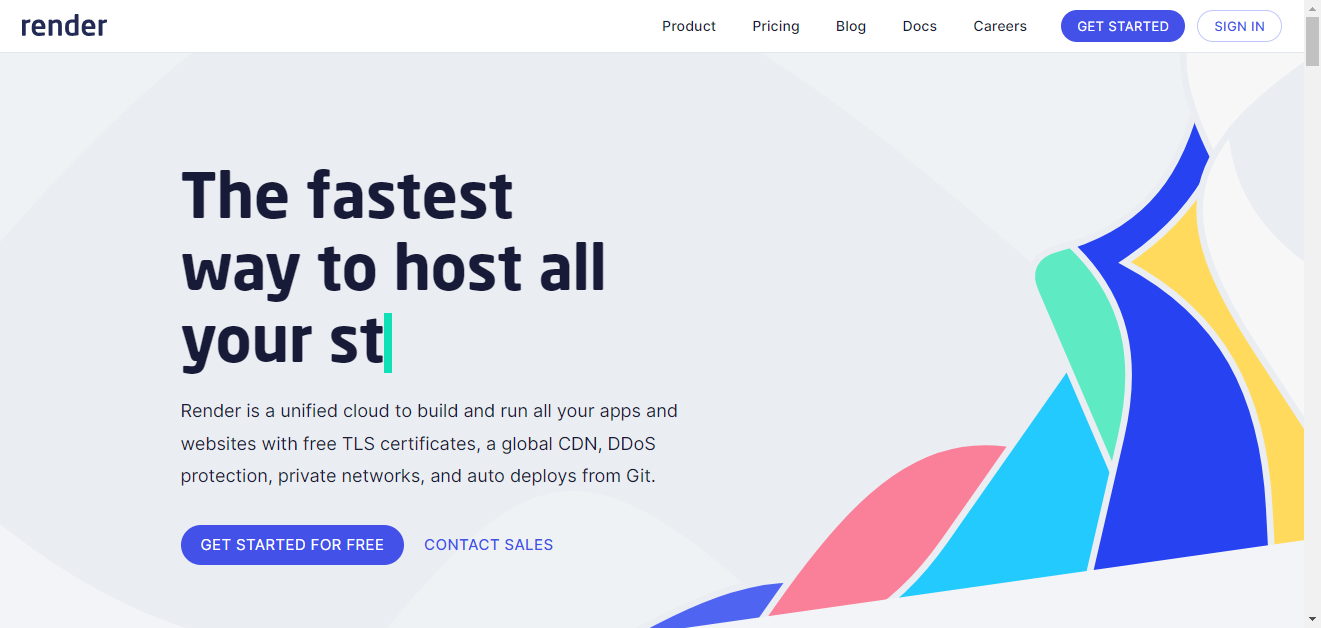 render
Product
Pricing
Blog
Docs
Careers
GET STARTED
SIGN IN
The fastest
way to host all
your st
Render is a unified cloud to build and run all your apps and
websites with free TLS certificates, a global CDN, DDoS
protection, private networks, and auto deploys from Git.
GET STARTED FOR FREE
CONTACT SALES